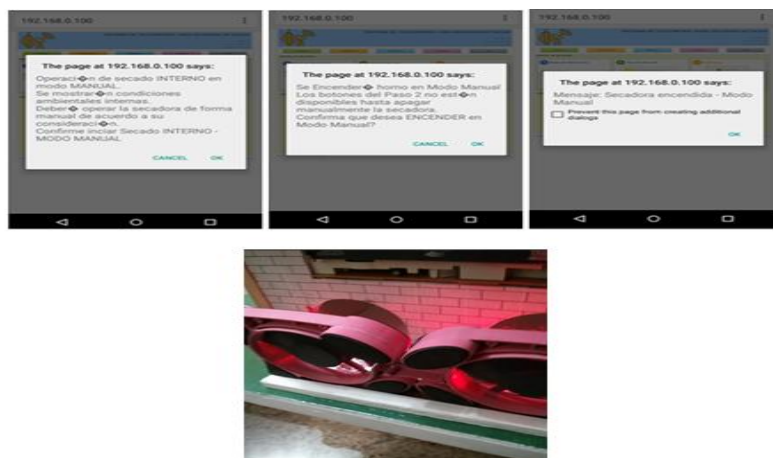 192.168.0.100
The page at 192.168.0.100 says:
Operaci�n de secado INTERNO en
modo MANUAL.
Se mostrar�n condiciones
ambientales internas.
Deber� operar la secadora de forma
manual de acuerdo a su
consideraci�n.
Confirme inciar Secado INTERNO -
MODO MANUAL
CANCEL OK
192.168.0.100
The page at 192.168.0.100 says:
Se Encender� horno en Modo Manual
Los botones del Paso 2 no est�n
disponibles hasta apagar
manualmente la secadora.
Confirma que desea ENCENDER en
Modo Manual?
CANCEL OK
192.168.0.100
The page at 192.168.0.100 says:
Mensaje: Secadora encendida - Modo
Manual
Prevent this page from creating additional
dialogs
OK